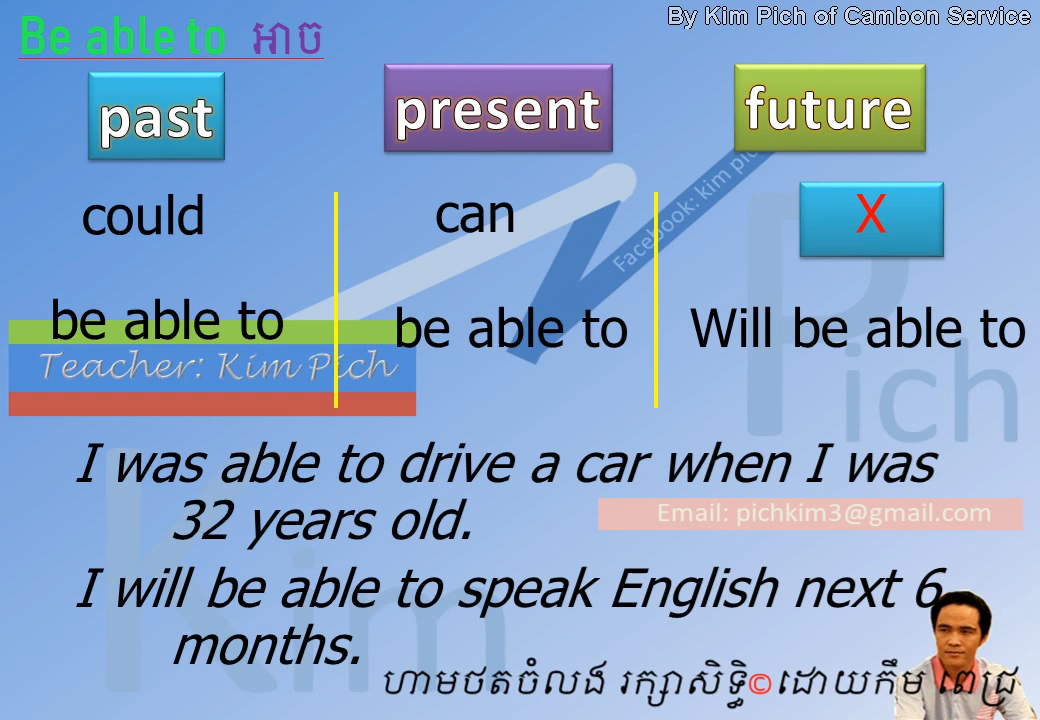 By Kim Pich of Cambon Service
Be able to អាច
past present future
could can X
Facebook: kim pic
be able to be able to Will be able to
Teacher: Kim Pich
Pich
I was able to drive a car when I was
32 years old.
Email: pichkim3@gmail.com
I will be able to speak English next 6
months.
Kim
ហាមថតចំលង រក្សាសិទ្ធិ©ដោយកឹម ពេជ្រ